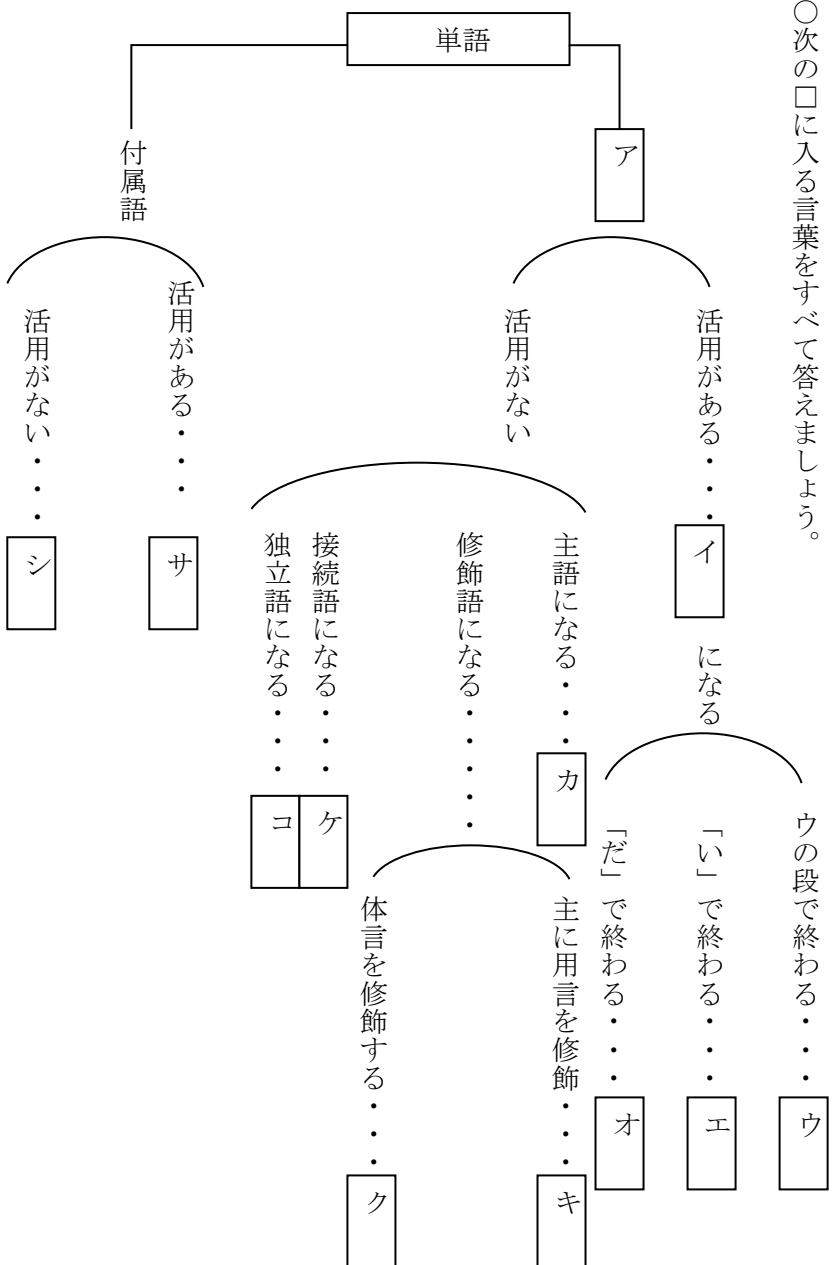 ○次の□に入る言葉をすべて答えましょう。
単語
ア
活用がある・・・
イ
になる
ウの段で終わる・・・
ウ
「い」で終わる・・・
エ
「だ」で終わる・・・
オ
活用がない
主語になる・・・
カ
修飾語になる・・・・・
主に用言を修飾・・・
キ
体言を修飾する・・・
ク
接続語になる・・・
ケ
独立語になる・・・
コ
付属語
活用がある・・・
サ
活用がない・・・
シ